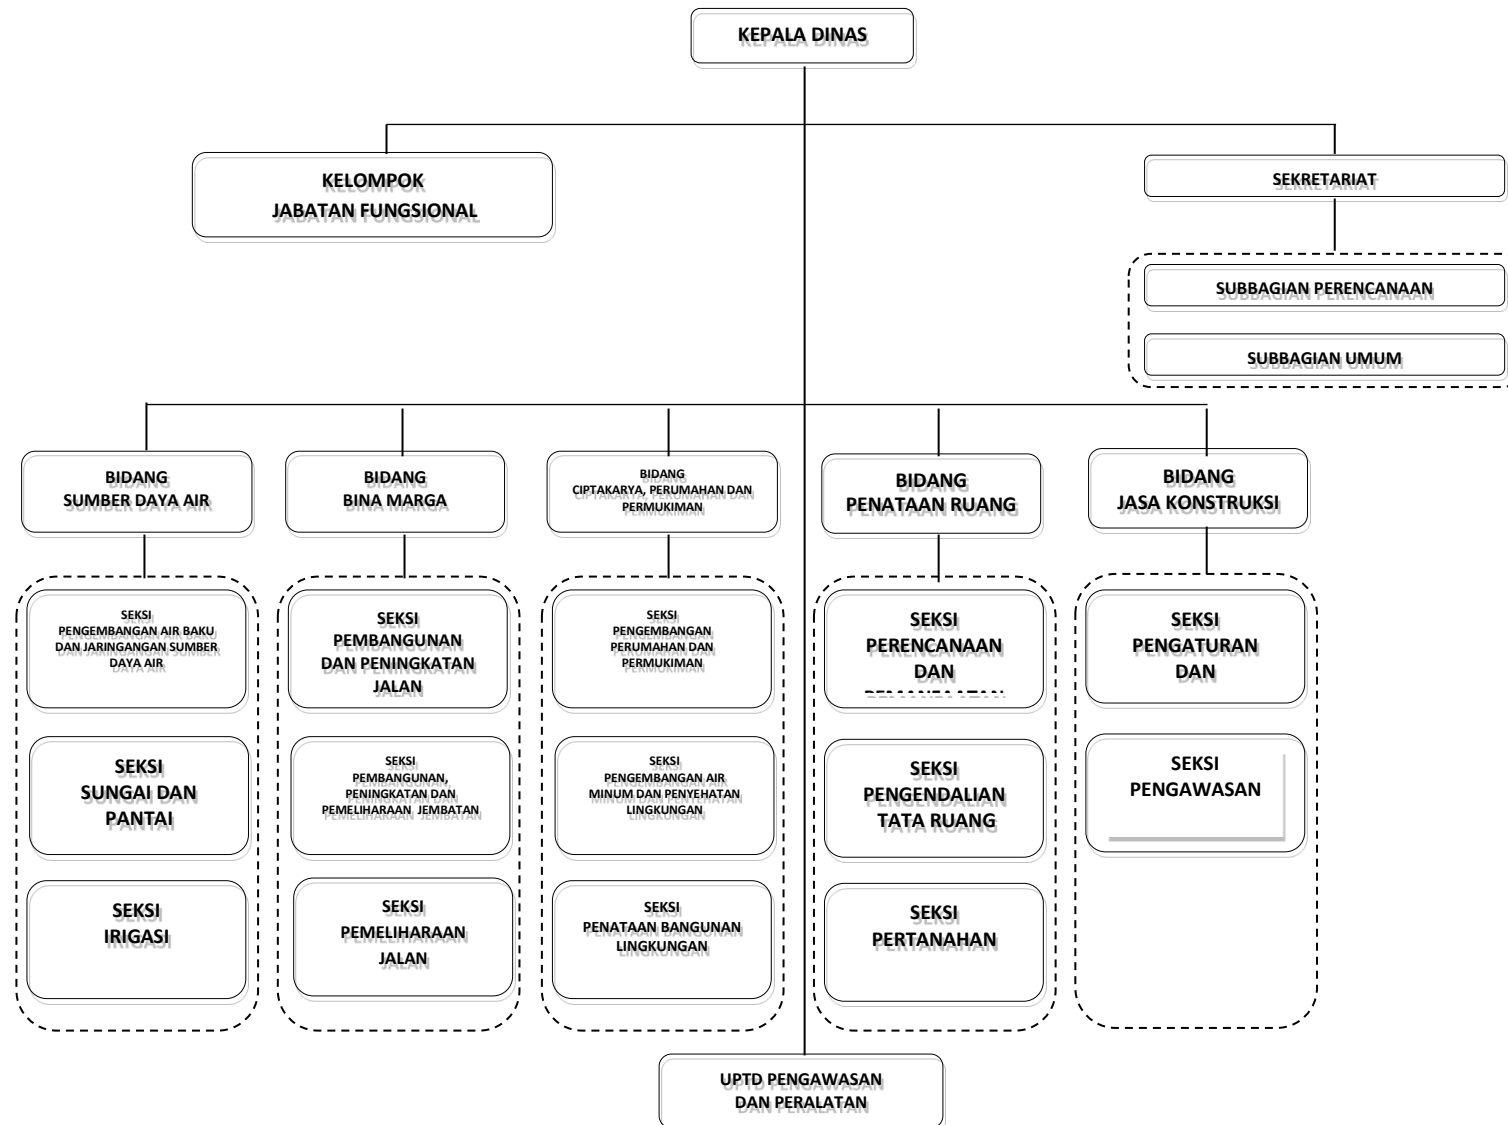 KEPALA DINAS
KELOMPOK
JABATAN FUNGSIONAL
SEKRETARIAT
SUBBAGIAN PERENCANAAN
SUBBAGIAN UMUM
BIDANG
SUMBER DAYA AIR
BIDANG
BINA MARGA
BIDANG
CIPTAKARYA, PERUMAHAN DAN
PERMUKIMAN
BIDANG
PENATAAN RUANG
BIDANG
JASA KONSTRUKSI
SEKSI
PENGEMBANGAN AIR BAKU
DAN JARINGANGAN SUMBER
DAYA AIR
SEKSI
SUNGAI DAN
PANTAI
SEKSI
IRIGASI
SEKSI
PEMBANGUNAN
DAN PENINGKATAN
JALAN
SEKSI
PEMBANGUNAN,
PENINGKATAN DAN
PEMELIHARAAN  JEMBATAN
SEKSI
PEMELIHARAAN
JALAN
SEKSI
PENGEMBANGAN
PERUMAHAN DAN
PERMUKIMAN
SEKSI
PENGEMBANGAN AIR
MINUM DAN PENYEHATAN
LINGKUNGAN
SEKSI
PENATAAN BANGUNAN
LINGKUNGAN
SEKSI
PERENCANAAN
DAN
SEKSI
PENGENDALIAN
TATA RUANG
SEKSI
PERTANAHAN
SEKSI
PENGATURAN
DAN
SEKSI
PENGAWASAN
UPTD PENGAWASAN
DAN PERALATAN